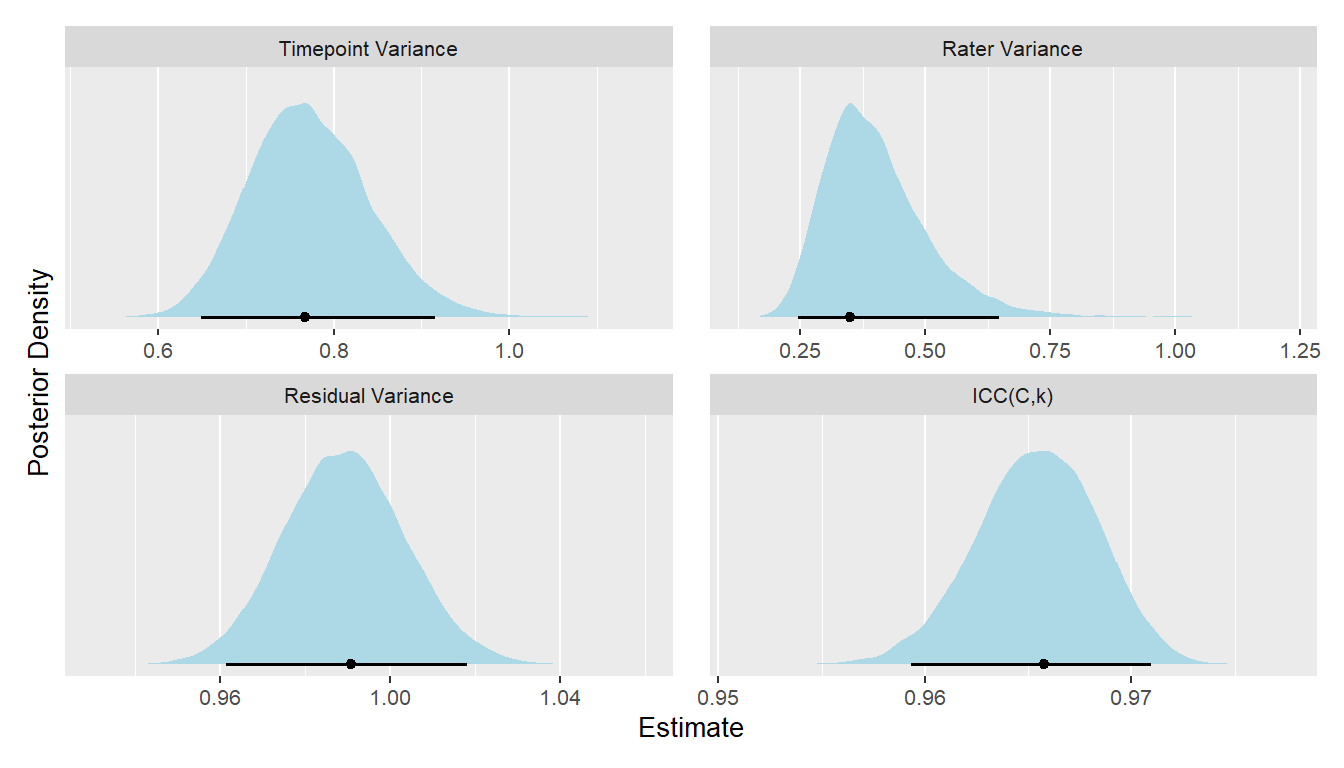 Timepoint Variance
Rater Variance
0.6 0.8 1.0
0.25 0.50 0.75 1.00 1.25
Posterior Density
Residual Variance
ICC(C,k)
0.96 1.00 1.04
0.95 0.96 0.97
Estimate